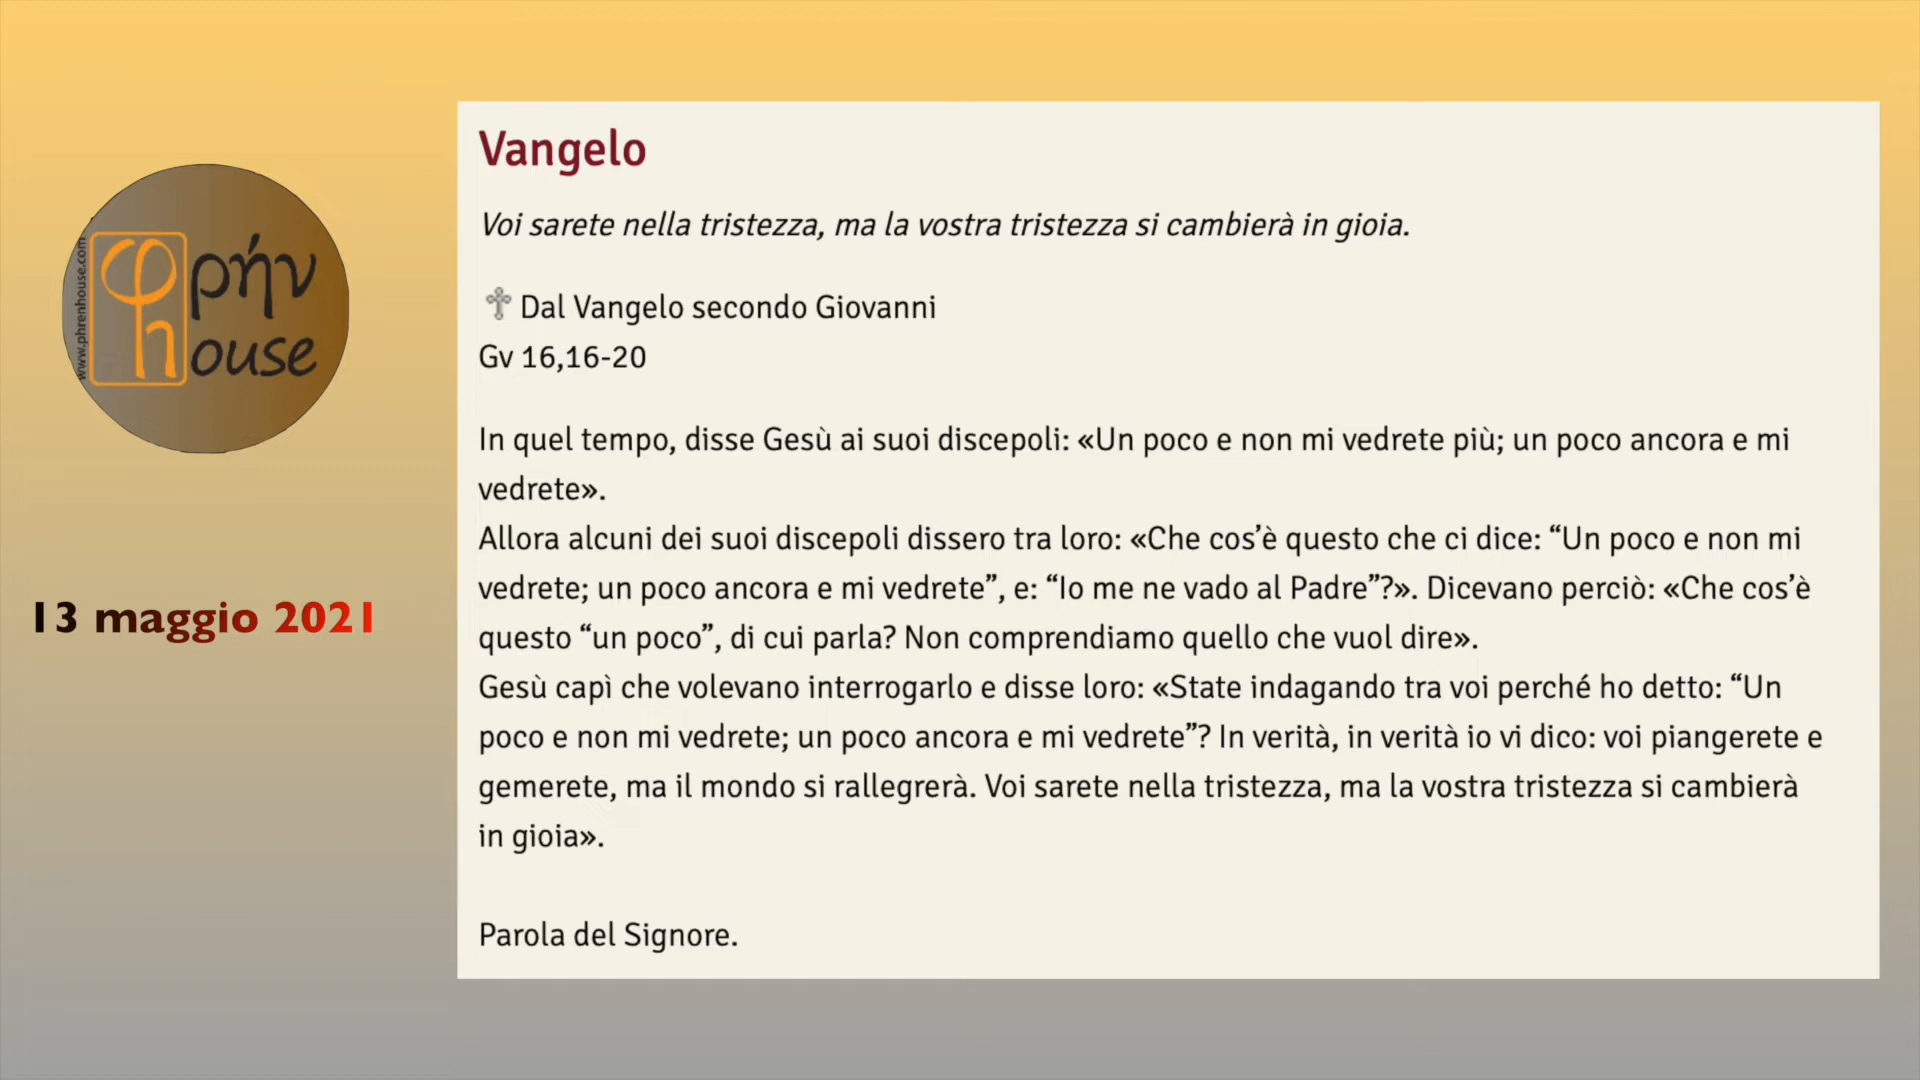 www.phrenhouse.com
φρήν
house
13 maggio 2021
Vangelo
Voi sarete nella tristezza, ma la vostra tristezza si cambierà in gioia.
Dal Vangelo secondo Giovanni
Gv 16,16-20
In quel tempo, disse Gesù ai suoi discepoli: «Un poco e non mi vedrete più; un poco ancora e mi
vedrete».
Allora alcuni dei suoi discepoli dissero tra loro: «Che cos’è questo che ci dice: “Un poco e non mi
vedrete; un poco ancora e mi vedrete”, e: “Io me ne vado al Padre”?». Dicevano perciò: «Che cos’è
questo “un poco”, di cui parla? Non comprendiamo quello che vuol dire».
Gesù capì che volevano interrogarlo e disse loro: «State indagando tra voi perché ho detto: “Un
poco e non mi vedrete; un poco ancora e mi vedrete”? In verità, in verità io vi dico: voi piangerete e
gemerete, ma il mondo si rallegrerà. Voi sarete nella tristezza, ma la vostra tristezza si cambierà
in gioia».
Parola del Signore.